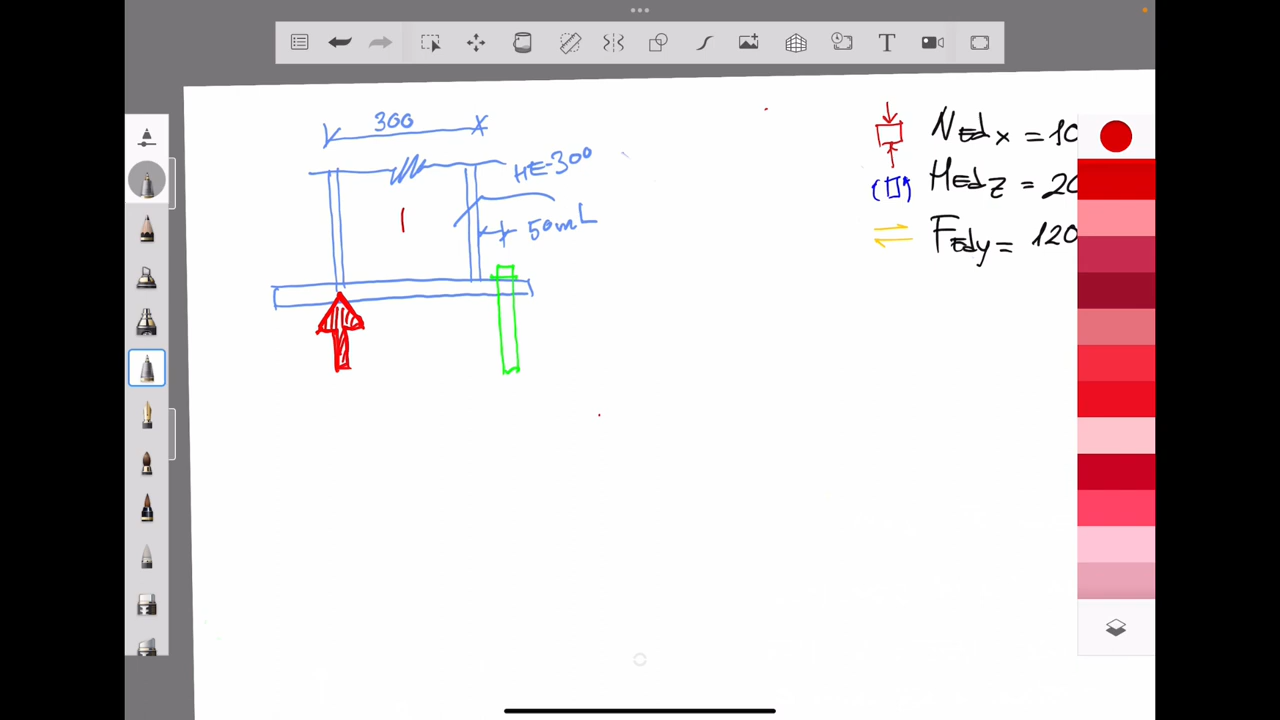 300
HE-300
50mm
NEdx = 10
MEdz = 20
FEdy = 120
T